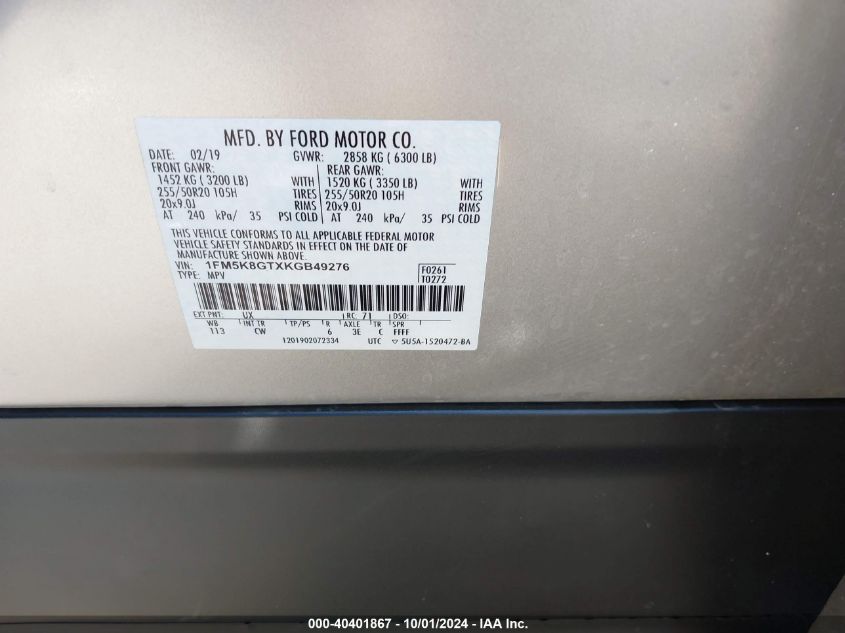 MFD. BY FORD MOTOR CO.
DATE: 02/19 GVWR: 2858 KG ( 6300 LB)
FRONT GAWR: REAR GAWR:
1452 KG ( 3200 LB) WITH 1520 KG ( 3350 LB) WITH
255/50R20 105H TIRES 255/50R20 105H TIRES
20x9.0J RIMS 20x9.0J RIMS
AT 240 kPa/ 35 PSI COLD AT 240 kPa/ 35 PSI COLD
THIS VEHICLE CONFORMS TO ALL APPLICABLE FEDERAL MOTOR
VEHICLE SAFETY STANDARDS IN EFFECT ON THE DATE OF
MANUFACTURE SHOWN ABOVE.
VIN: 1FM5K8GTXKGB49276 F0261
TYPE: MPV T0272
EXT PNT: UX RC: 71 DSO:
WB INT TR TP/PS R AXLE TR SPR
113 CW 6 3E C FFFF
1201902072334 UTC ▽ 5U5A-1520472-BA
000-40401867 - 10/01/2024 - IAA Inc.